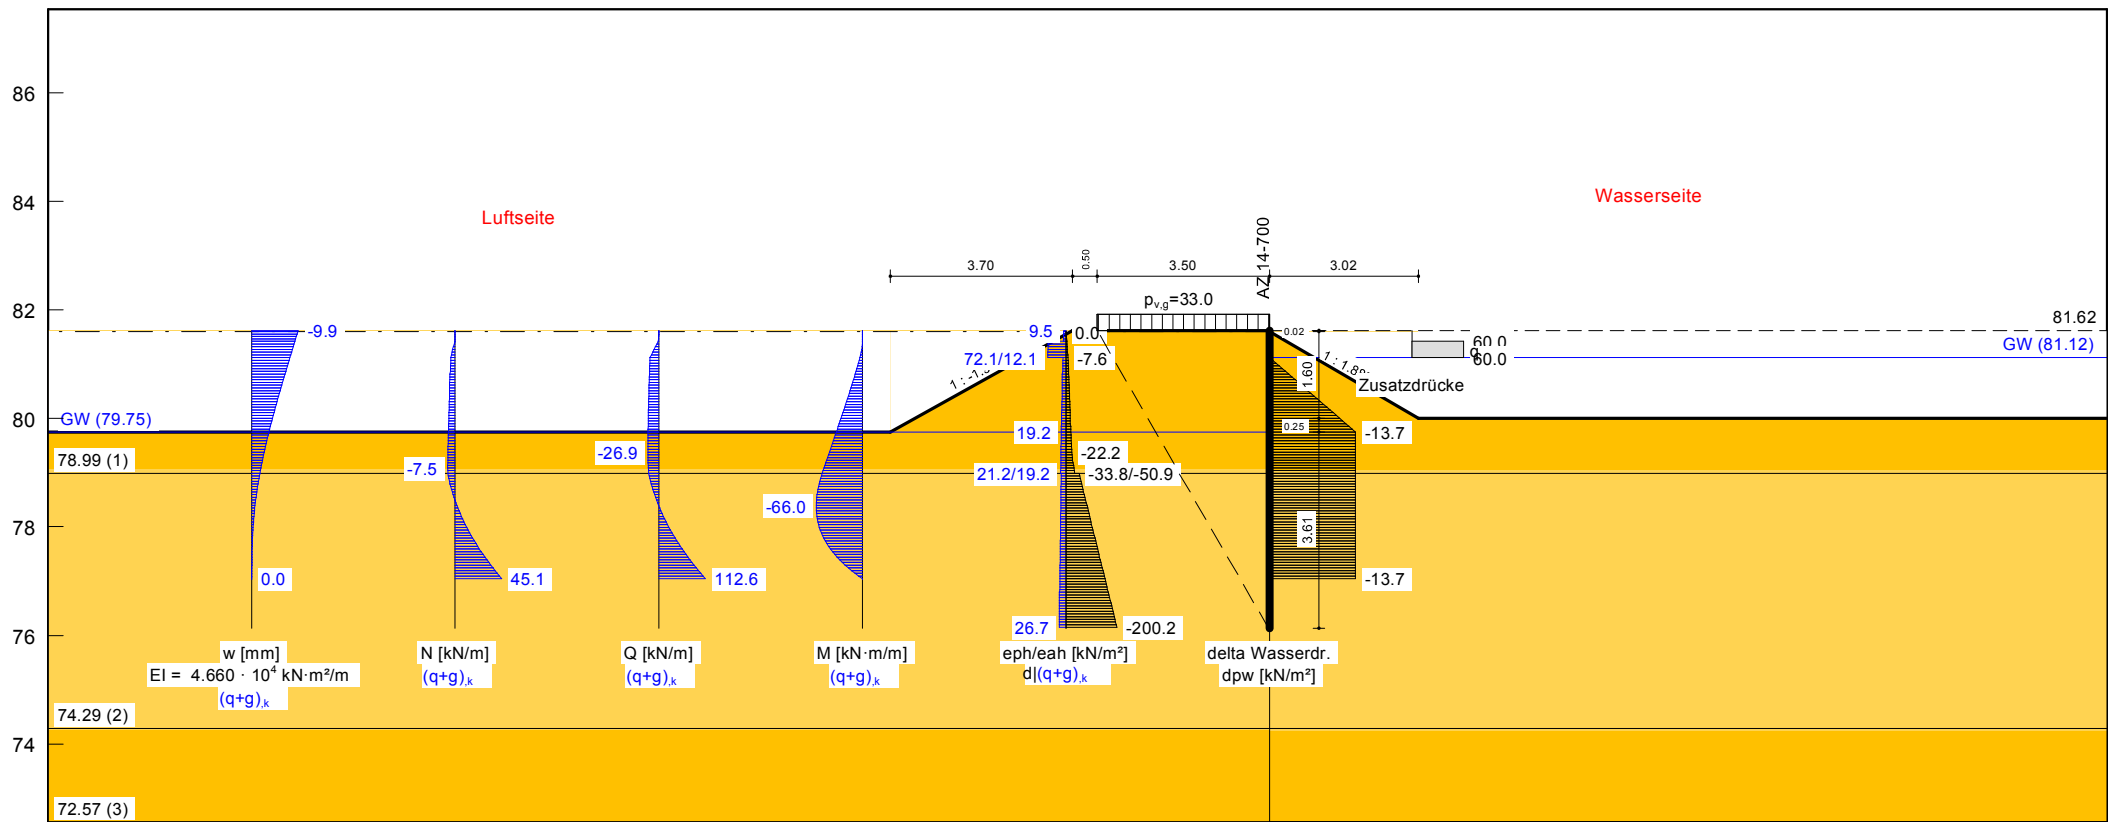 86
84
82
80
78
76
74
Luftseite
Wasserseite
AZ 14-700
3.70
0.50
3.50
3.02
p v,g=33.0
81.62
GW (81.12)
-9.9
9.5
0.0
0.02
60.0
q
60.0
72.1/12.1
-7.6
1.60
Zusatzdrücke
GW (79.75)
19.2
0.25
-13.7
78.99 (1)
-7.5
-26.9
-22.2
21.2/19.2
-33.8/-50.9
-66.0
3.61
0.0
45.1
112.6
-13.7
26.7
-200.2
w [mm]
EI = 4.660 · 10⁴ kN·m²/m
(q+g),k
N [kN/m]
(q+g),k
Q [kN/m]
(q+g),k
M [kN·m/m]
(q+g),k
eph/eah [kN/m²]
d|(q+g),k
delta Wasserdr.
dpw [kN/m²]
74.29 (2)
72.57 (3)